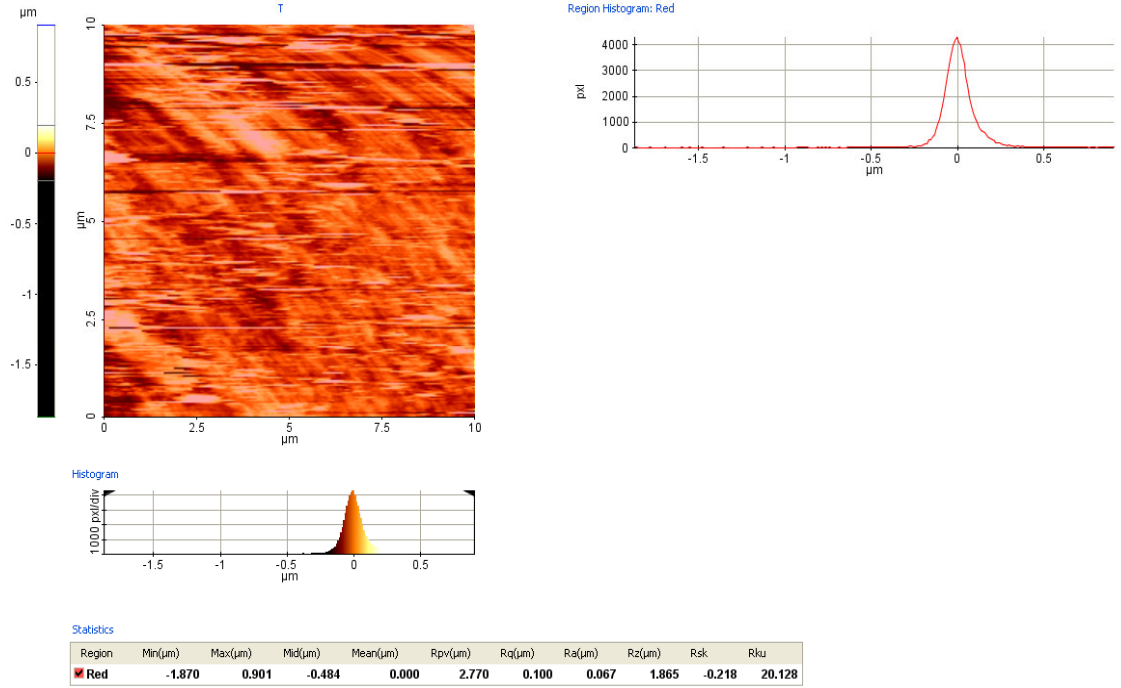 µm
T
Region Histogram: Red
0.5
0
-0.5
-1
-1.5
10
7.5
µm
5
2.5
0
0
2.5
5
7.5
10
µm
pxl
4000
3000
2000
1000
0
-1.5
-1
-0.5
0
0.5
µm
Histogram
1000 pxl/div
-1.5
-1
-0.5
0
0.5
µm
Statistics
Region Min(µm) Max(µm) Mid(µm) Mean(µm) Rpv(µm) Rq(µm) Ra(µm) Rz(µm) Rsk Rku
Red -1.870 0.901 -0.484 0.000 2.770 0.100 0.067 1.865 -0.218 20.128